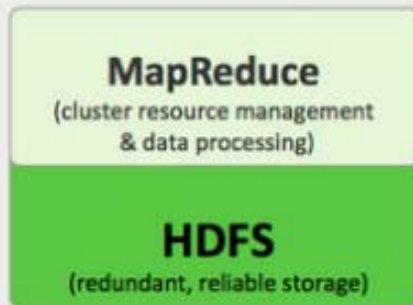 MapReduce
(cluster resource management
& data processing)
HDFS
(redundant, reliable storage)